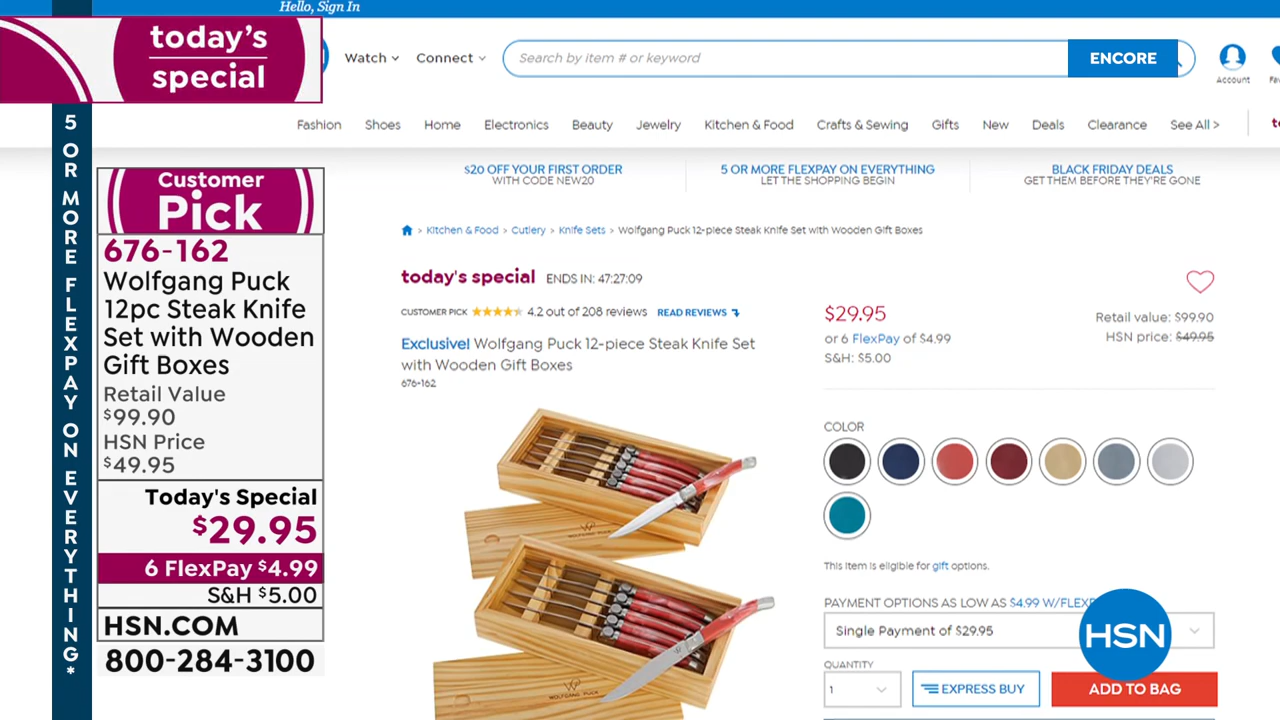 Hello, Sign In
today's
special
Watch
Connect
Search by item # or keyword
ENCORE
Account
Fashion
Shoes
Home
Electronics
Beauty
Jewelry
Kitchen & Food
Crafts & Sewing
Gifts
New
Deals
Clearance
See All >
$20 OFF YOUR FIRST ORDER
WITH CODE NEW20
5 OR MORE FLEXPAY ON EVERYTHING
LET THE SHOPPING BEGIN
BLACK FRIDAY DEALS
GET THEM BEFORE THEY'RE GONE
5 OR MORE FLEXPAY ON EVERYTHING*
Customer
Pick
676-162
Wolfgang Puck
12pc Steak Knife
Set with Wooden
Gift Boxes
Retail Value
$99.90
HSN Price
$49.95
Today's Special
$29.95
6 FlexPay $4.99
S&H $5.00
HSN.COM
800-284-3100
> Kitchen & Food > Cutlery > Knife Sets > Wolfgang Puck 12-piece Steak Knife Set with Wooden Gift Boxes
today's special ENDS IN: 47:27:09
CUSTOMER PICK 4.2 out of 208 reviews READ REVIEWS
Exclusive! Wolfgang Puck 12-piece Steak Knife Set
with Wooden Gift Boxes
676-162
WOLFGANG PUCK
WOLFGANG PUCK
$29.95
or 6 FlexPay of $4.99
S&H: $5.00
Retail value: $99.90
HSN price: $49.95
COLOR
This item is eligible for gift options.
PAYMENT OPTIONS AS LOW AS $4.99 W/FLEXP
Single Payment of $29.95
HSN
QUANTITY
1
EXPRESS BUY
ADD TO BAG